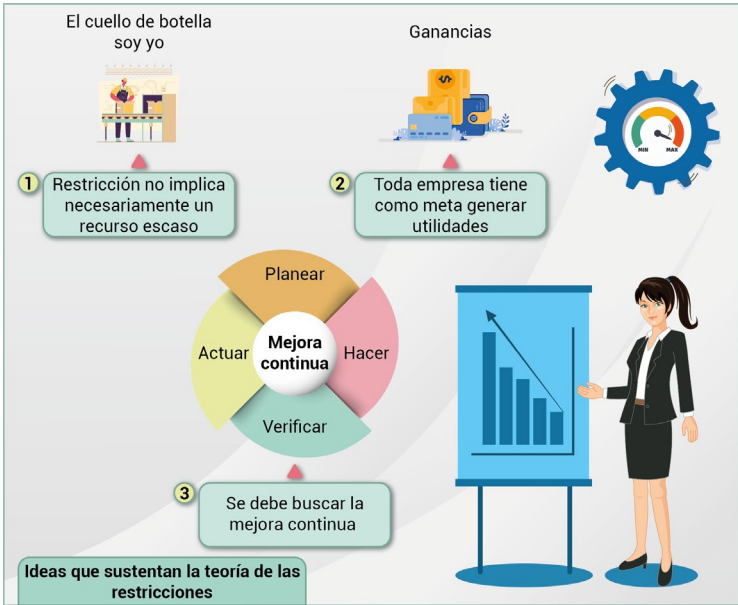 El cuello de botella
soy yo
Ganancias
MIN
MAX
1
Restricción no implica
necesariamente un
recurso escaso
2
Toda empresa tiene
como meta generar
utilidades
Planear
Actuar
Mejora
continua
Hacer
Verificar
3
Se debe buscar la
mejora continua
Ideas que sustentan la teoría de las
restricciones